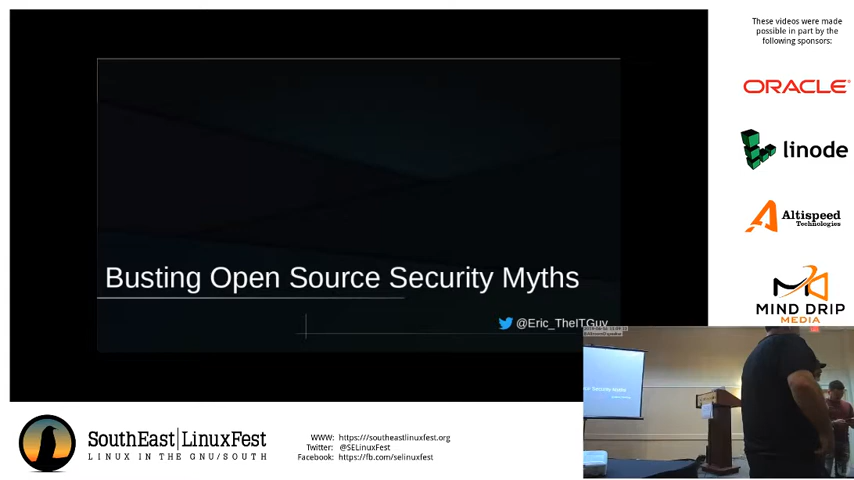 These videos were made
possible in part by the
following sponsors:
ORACLE®
linode
Altispeed
Technologies
MIND DRIP
MEDIA
Busting Open Source Security Myths
@Eric_TheITGuy
SouthEast|LinuxFest
LINUX IN THE GNU/SOUTH
WWW: https:///southeastlinuxfest.org
Twitter: @SELinuxFest
Facebook: https://fb.com/selinuxfest
Security Myths